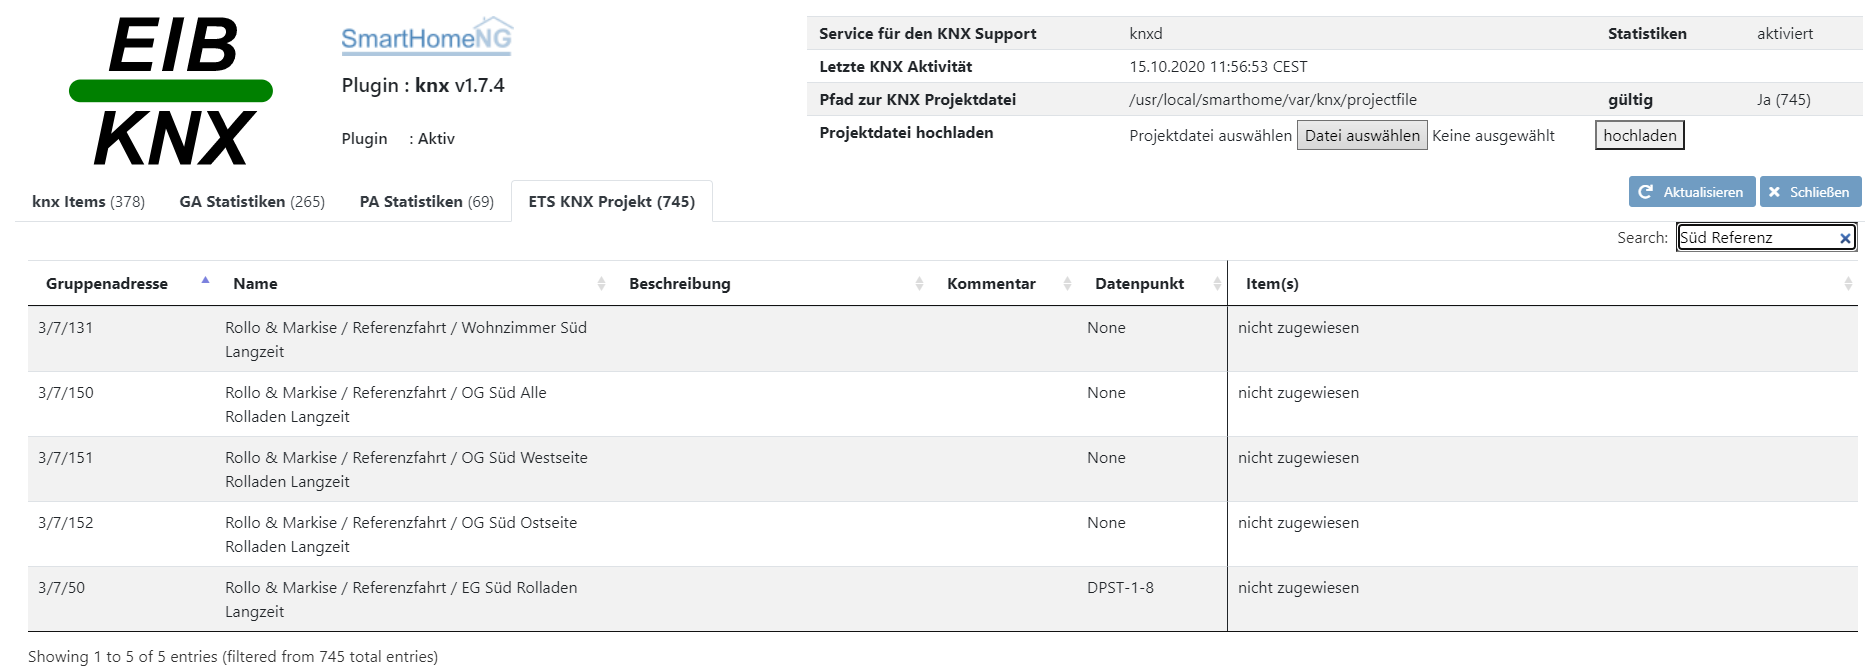 EIB
KNX
SmartHomeNG
Plugin : knx v1.7.4
Plugin : Aktiv
Service für den KNX Support knxd Statistiken aktiviert
Letzte KNX Aktivität 15.10.2020 11:56:53 CEST
Pfad zur KNX Projektdatei /usr/local/smarthome/var/knx/projectfile gültig Ja (745)
Projektdatei hochladen Projektdatei auswählen Datei auswählen Keine ausgewählt hochladen
Aktualisieren Schließen
knx Items (378) GA Statistiken (265) PA Statistiken (69) ETS KNX Projekt (745)
Search: Süd Referenz
Gruppenadresse Name Beschreibung Kommentar Datenpunkt Item(s)
3/7/131 Rollo & Markise / Referenzfahrt / Wohnzimmer Süd None nicht zugewiesen
Langzeit
3/7/150 Rollo & Markise / Referenzfahrt / OG Süd Alle None nicht zugewiesen
Rolladen Langzeit
3/7/151 Rollo & Markise / Referenzfahrt / OG Süd Westseite None nicht zugewiesen
Rolladen Langzeit
3/7/152 Rollo & Markise / Referenzfahrt / OG Süd Ostseite None nicht zugewiesen
Rolladen Langzeit
3/7/50 Rollo & Markise / Referenzfahrt / EG Süd Rolladen DPST-1-8 nicht zugewiesen
Langzeit
Showing 1 to 5 of 5 entries (filtered from 745 total entries)